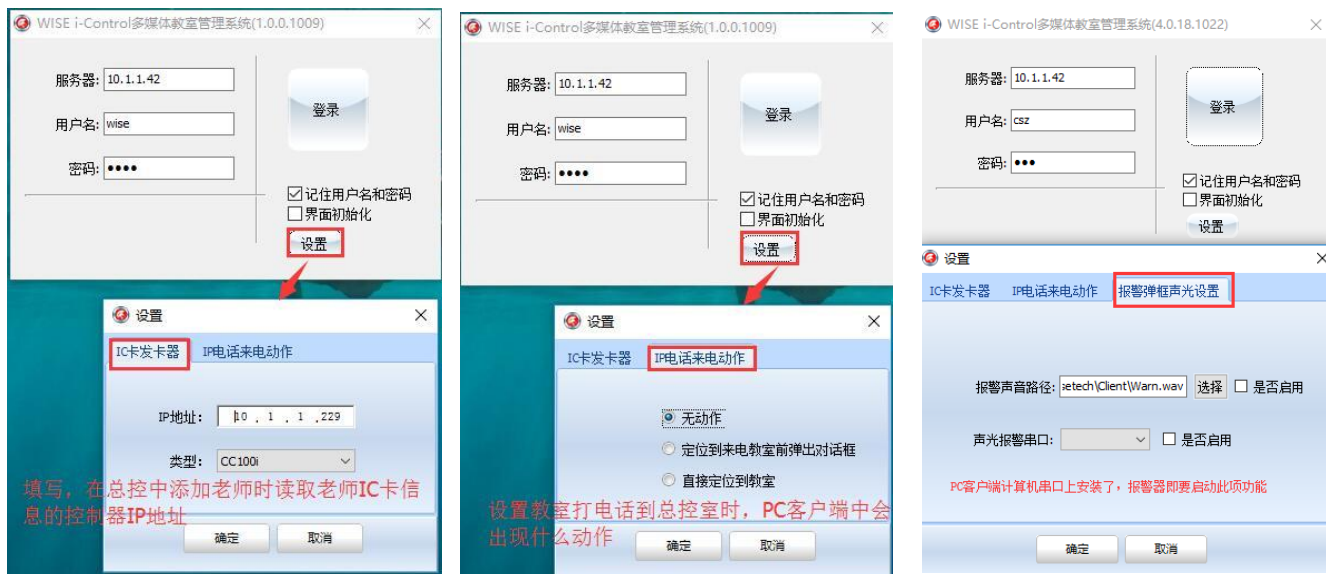 WISE i-Control多媒体教室管理系统(1.0.0.1009)
服务器: 10.1.1.42
用户名: wise
密码: ••••
登录
记住用户名和密码
界面初始化
设置
设置
IC卡发卡器 IP电话来电动作
IP地址: 10 . 1 . 1 .229
类型: CC100i
填写，在总控中添加老师时读取老师IC卡信
息的控制器IP地址
确定 取消
WISE i-Control多媒体教室管理系统(1.0.0.1009)
服务器: 10.1.1.42
用户名: wise
密码: ••••
登录
记住用户名和密码
界面初始化
设置
设置
IC卡发卡器 IP电话来电动作
无动作
定位到来电教室前弹出对话框
直接定位到教室
设置教室打电话到总控室时，PC客户端中会
出现什么动作
确定 取消
WISE i-Control多媒体教室管理系统(4.0.18.1022)
服务器: 10.1.1.42
用户名: csz
密码: •••
登录
记住用户名和密码
界面初始化
设置
设置
IC卡发卡器 IP电话来电动作 报警弹框声光设置
报警声音路径: setech\Client\Warn.wav 选择 是否启用
声光报警串口: 是否启用
PC客户端计算机串口上安装了，报警器即要启动此项功能
确定 取消